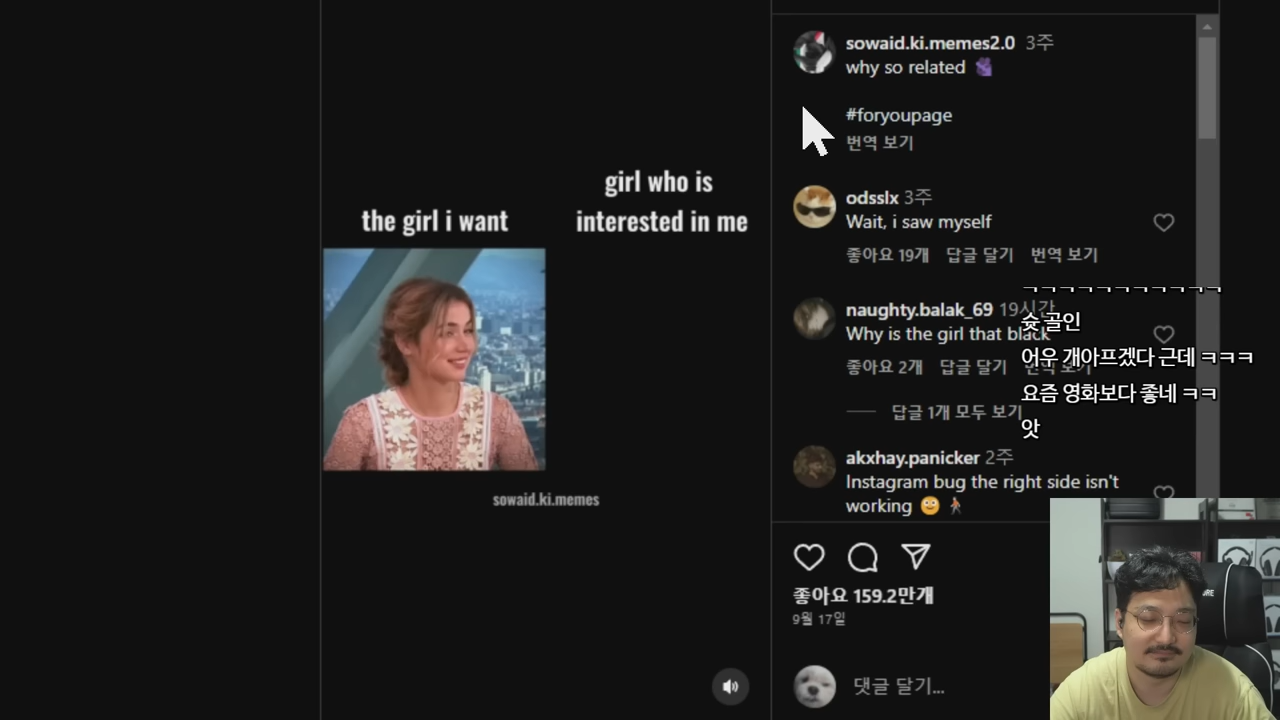 the girl i want
girl who is
interested in me
sowaid.ki.memes
sowaid.ki.memes2.0 3주
why so related
#foryoupage
번역 보기
odsslx 3주
Wait, i saw myself
좋아요 19개 답글 달기 번역 보기
naughty.balak_69 19시간
Why is the girl that black
좋아요 2개 답글 달기 번역 보기
답글 1개 모두 보기
akxhay.panicker 2주
Instagram bug the right side isn't
working
슛 골인
어우 개아프겠다 근데 ㅋㅋㅋ
요즘 영화보다 좋네 ㅋㅋ
앗
좋아요 159.2만개
9월 17일
댓글 달기...